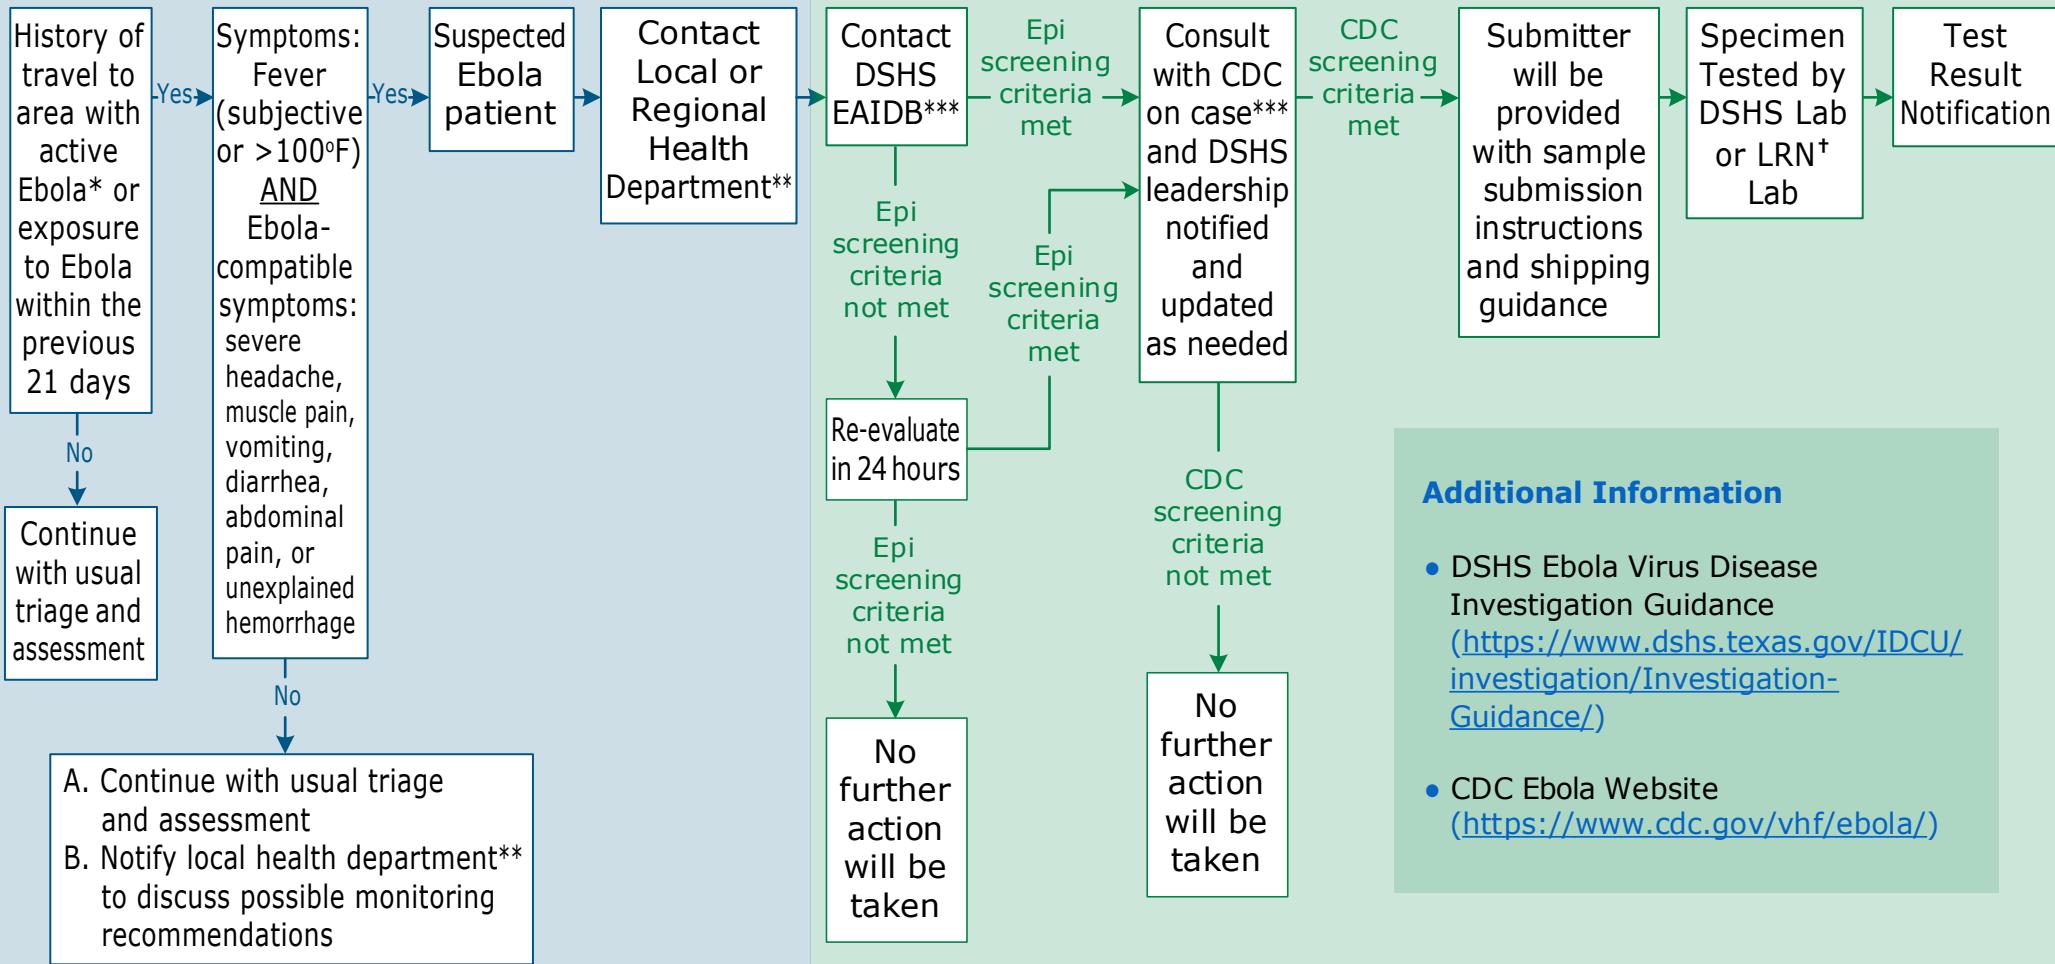 History of
travel to
area with
active
Ebola* or
exposure
to Ebola
within the
previous
21 days
Yes
No
Continue
with usual
triage and
assessment
Symptoms:
Fever
(subjective
or >100ºF)
AND
Ebola-
compatible
symptoms:
severe
headache,
muscle pain,
vomiting,
diarrhea,
abdominal
pain, or
unexplained
hemorrhage
Yes
No
A. Continue with usual triage
and assessment
B. Notify local health department**
to discuss possible monitoring
recommendations
Suspected
Ebola
patient
Contact
Local or
Regional
Health
Department**
Contact
DSHS
EAIDB***
Epi
screening
criteria
met
Epi
screening
criteria
not met
Re-evaluate
in 24 hours
Epi
screening
criteria
met
Epi
screening
criteria
not met
No
further
action
will be
taken
Consult
with CDC
on case***
and DSHS
leadership
notified
and
updated
as needed
CDC
screening
criteria
met
CDC
screening
criteria
not met
No
further
action
will be
taken
Submitter
will be
provided
with sample
submission
instructions
and shipping
guidance
Specimen
Tested by
DSHS Lab
or LRN†
Lab
Test
Result
Notification
Additional Information
• DSHS Ebola Virus Disease
Investigation Guidance
(https://www.dshs.texas.gov/IDCU/
investigation/Investigation-
Guidance/)
• CDC Ebola Website
(https://www.cdc.gov/vhf/ebola/)